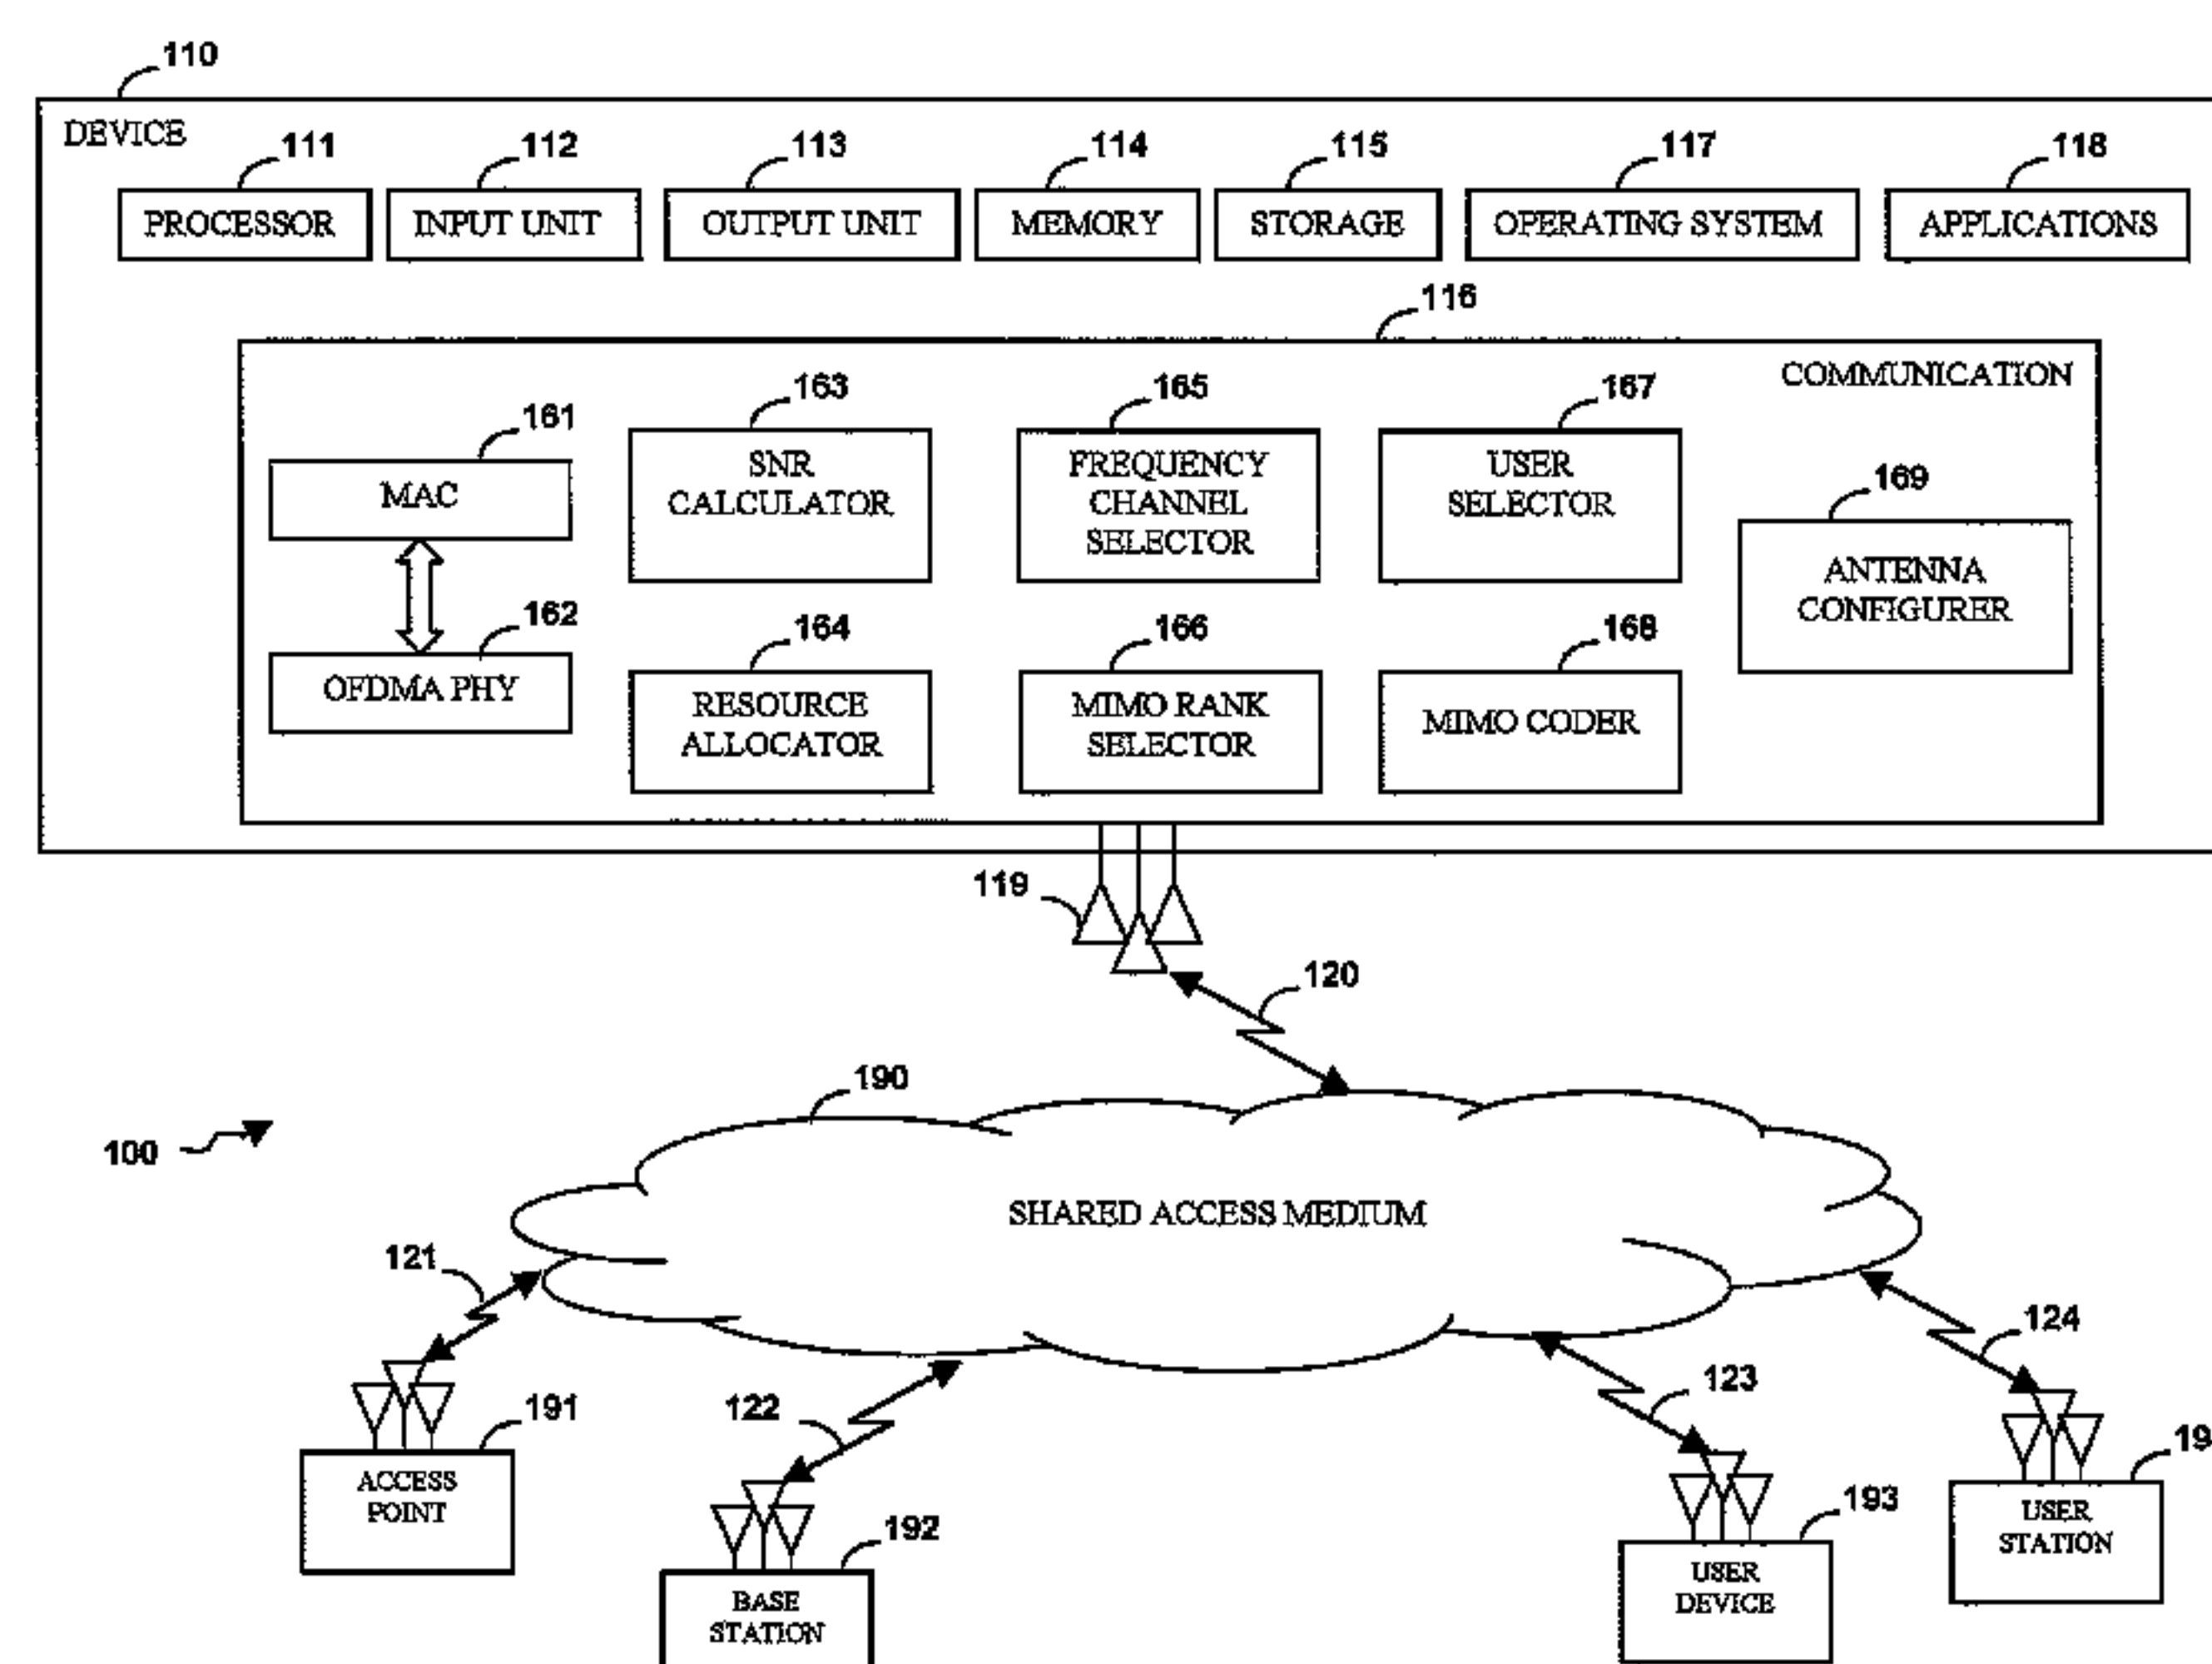 110
DEVICE
111
112
113
114
115
117
118
PROCESSOR
INPUT UNIT
OUTPUT UNIT
MEMORY
STORAGE
OPERATING SYSTEM
APPLICATIONS
116
COMMUNICATION
161
MAC
163
SNR
CALCULATOR
165
FREQUENCY
CHANNEL
SELECTOR
167
USER
SELECTOR
169
ANTENNA
CONFIGURER
162
OFDMA PHY
164
RESOURCE
ALLOCATOR
166
MIMO RANK
SELECTOR
168
MIMO CODER
119
120
190
100
SHARED ACCESS MEDIUM
121
122
123
124
191
ACCESS
POINT
192
BASE
STATION
193
USER
DEVICE
19
USER
STATION